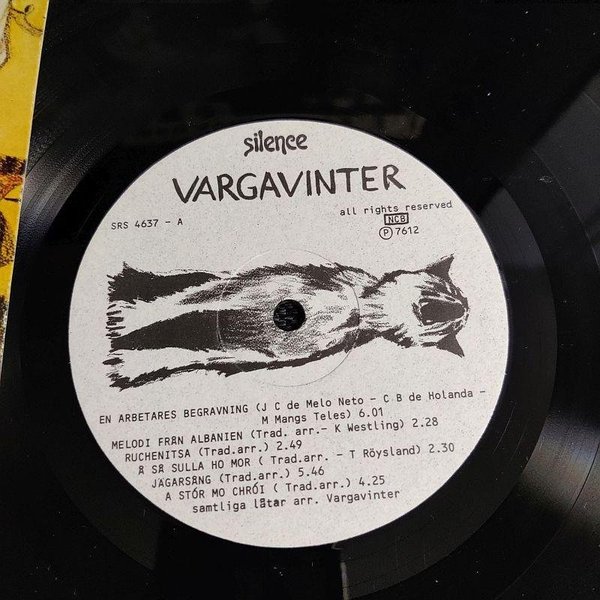 silence
VARGAVINTER
SRS 4637 - A
all rights reserved
NCB
Ⓟ 7612
EN ARBETARES BEGRAVNING (J C de Melo Neto - C B de Holanda -
M Mangs Teles) 6.01
MELODI FRÅN ALBANIEN (Trad. arr.- K Westling) 2.28
RUCHENITSA (Trad.arr.) 2.49
Å SÅ SULLA HO MOR ( Trad.arr. - T Röysland) 2.30
JÄGARSÅNG (Trad.arr.) 5.46
A STÓR MO CHRÓI ( Trad.arr.) 4.25
samtliga låtar arr. Vargavinter